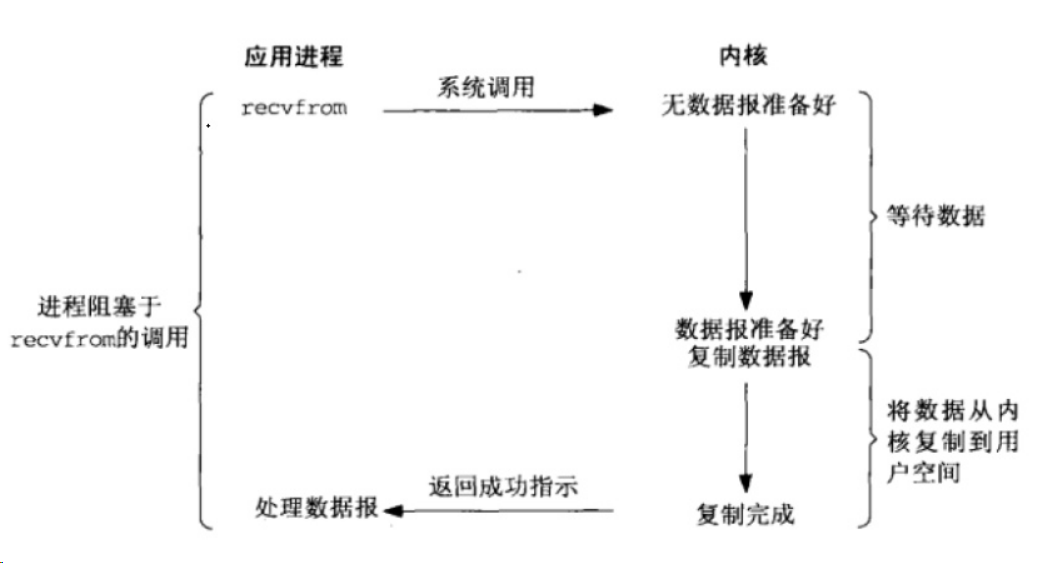 应用进程
内核
recvfrom
系统调用
无数据报准备好
等待数据
进程阻塞于
recvfrom的调用
数据报准备好
复制数据报
将数据从内
核复制到用
户空间
处理数据报
返回成功指示
复制完成